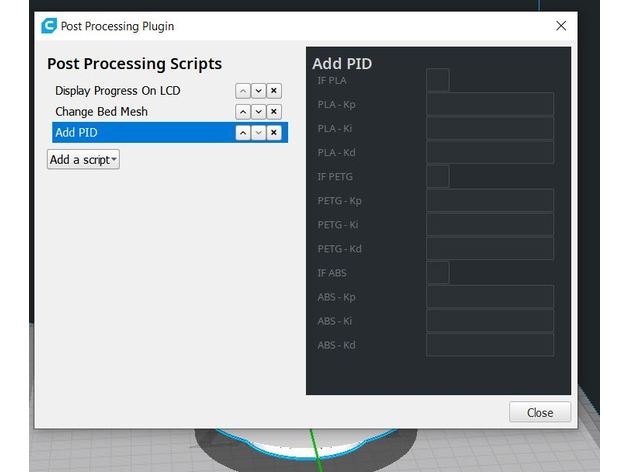 Post Processing Plugin
Post Processing Scripts
Display Progress On LCD
Change Bed Mesh
Add PID
Add a script
Add PID
IF PLA
PLA - Kp
PLA - Ki
PLA - Kd
IF PETG
PETG - Kp
PETG - Ki
PETG - Kd
IF ABS
ABS - Kp
ABS - Ki
ABS - Kd
Close